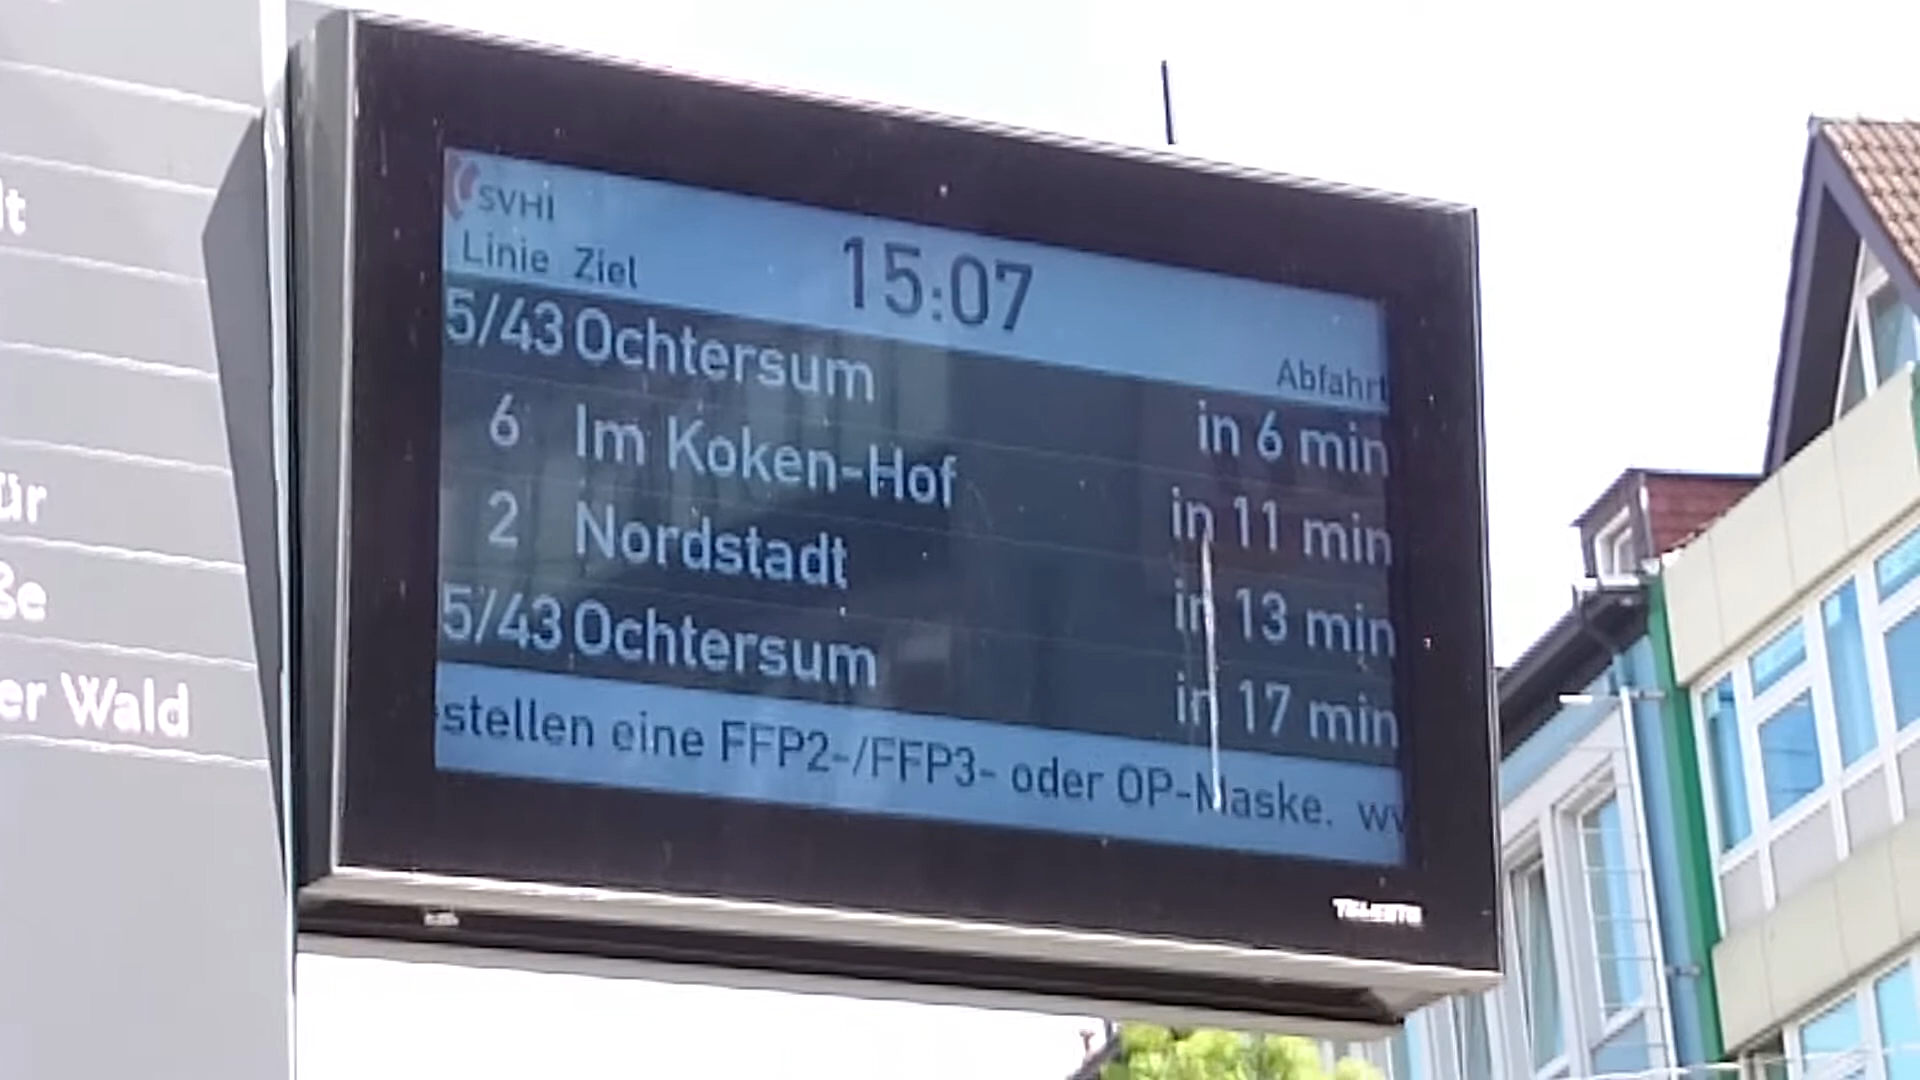 SVHI
Linie Ziel
15:07
Abfahrt
5/43 Ochtersum in 6 min
6 Im Koken-Hof in 11 min
2 Nordstadt in 13 min
5/43 Ochtersum in 17 min
stellen eine FFP2-/FFP3- oder OP-Maske. ww
lt
ür
ße
er Wald